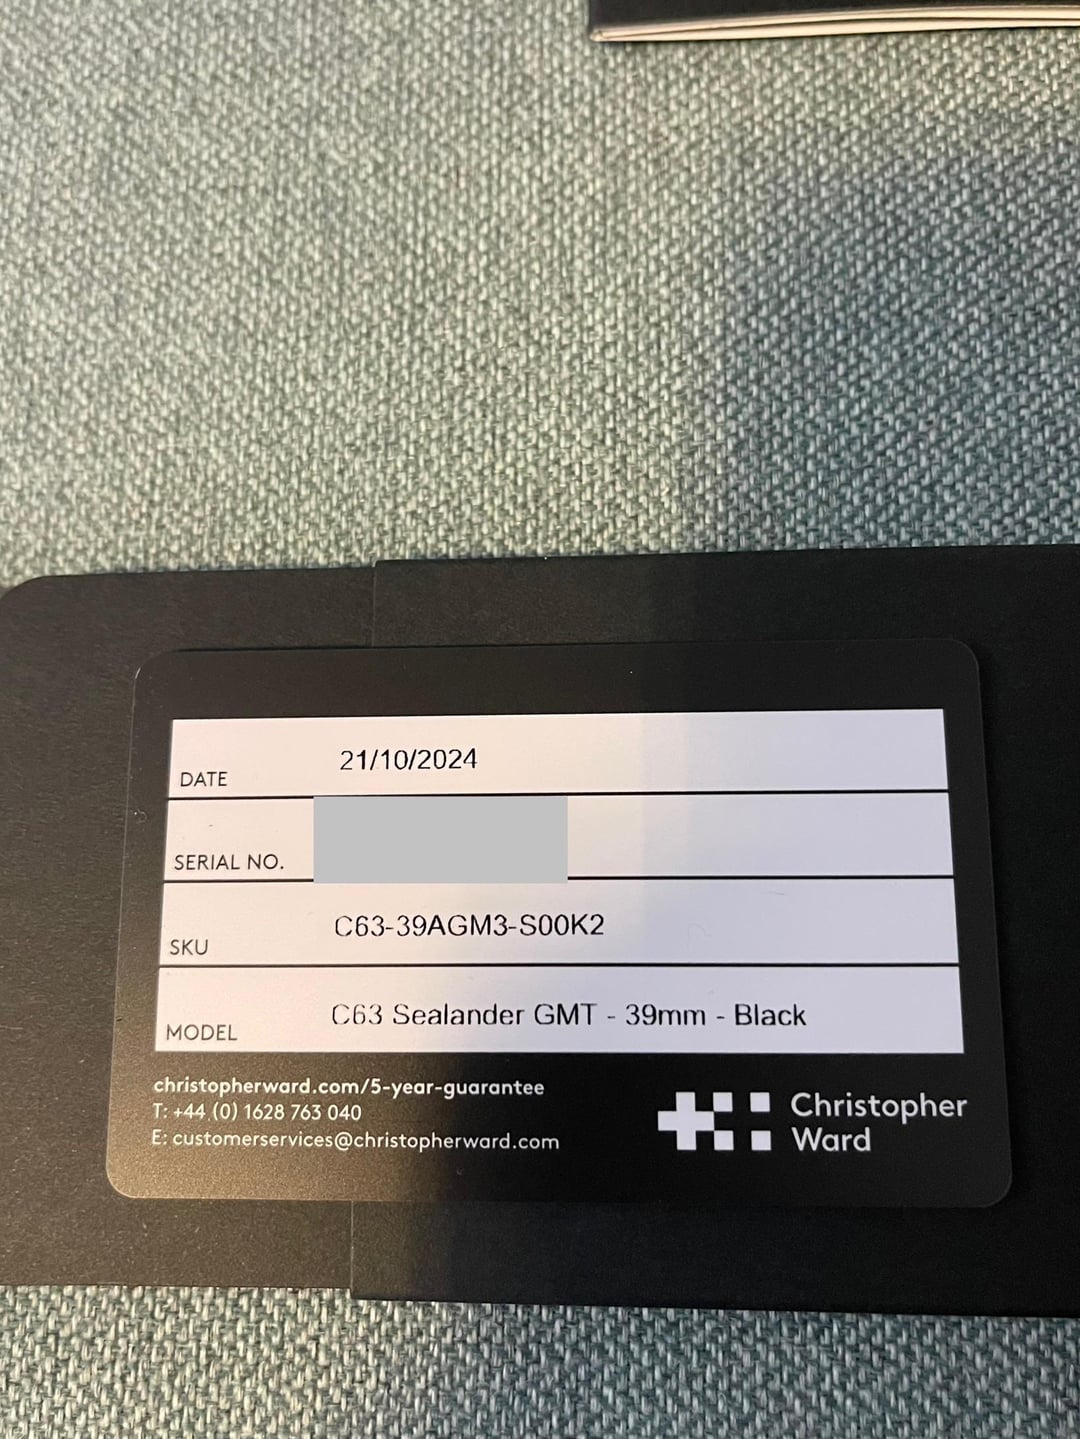 DATE 21/10/2024
SERIAL NO.
SKU C63-39AGM3-S00K2
MODEL C63 Sealander GMT - 39mm - Black
christopherward.com/5-year-guarantee
T: +44 (0) 1628 763 040
E: customerservices@christopherward.com
Christopher
Ward